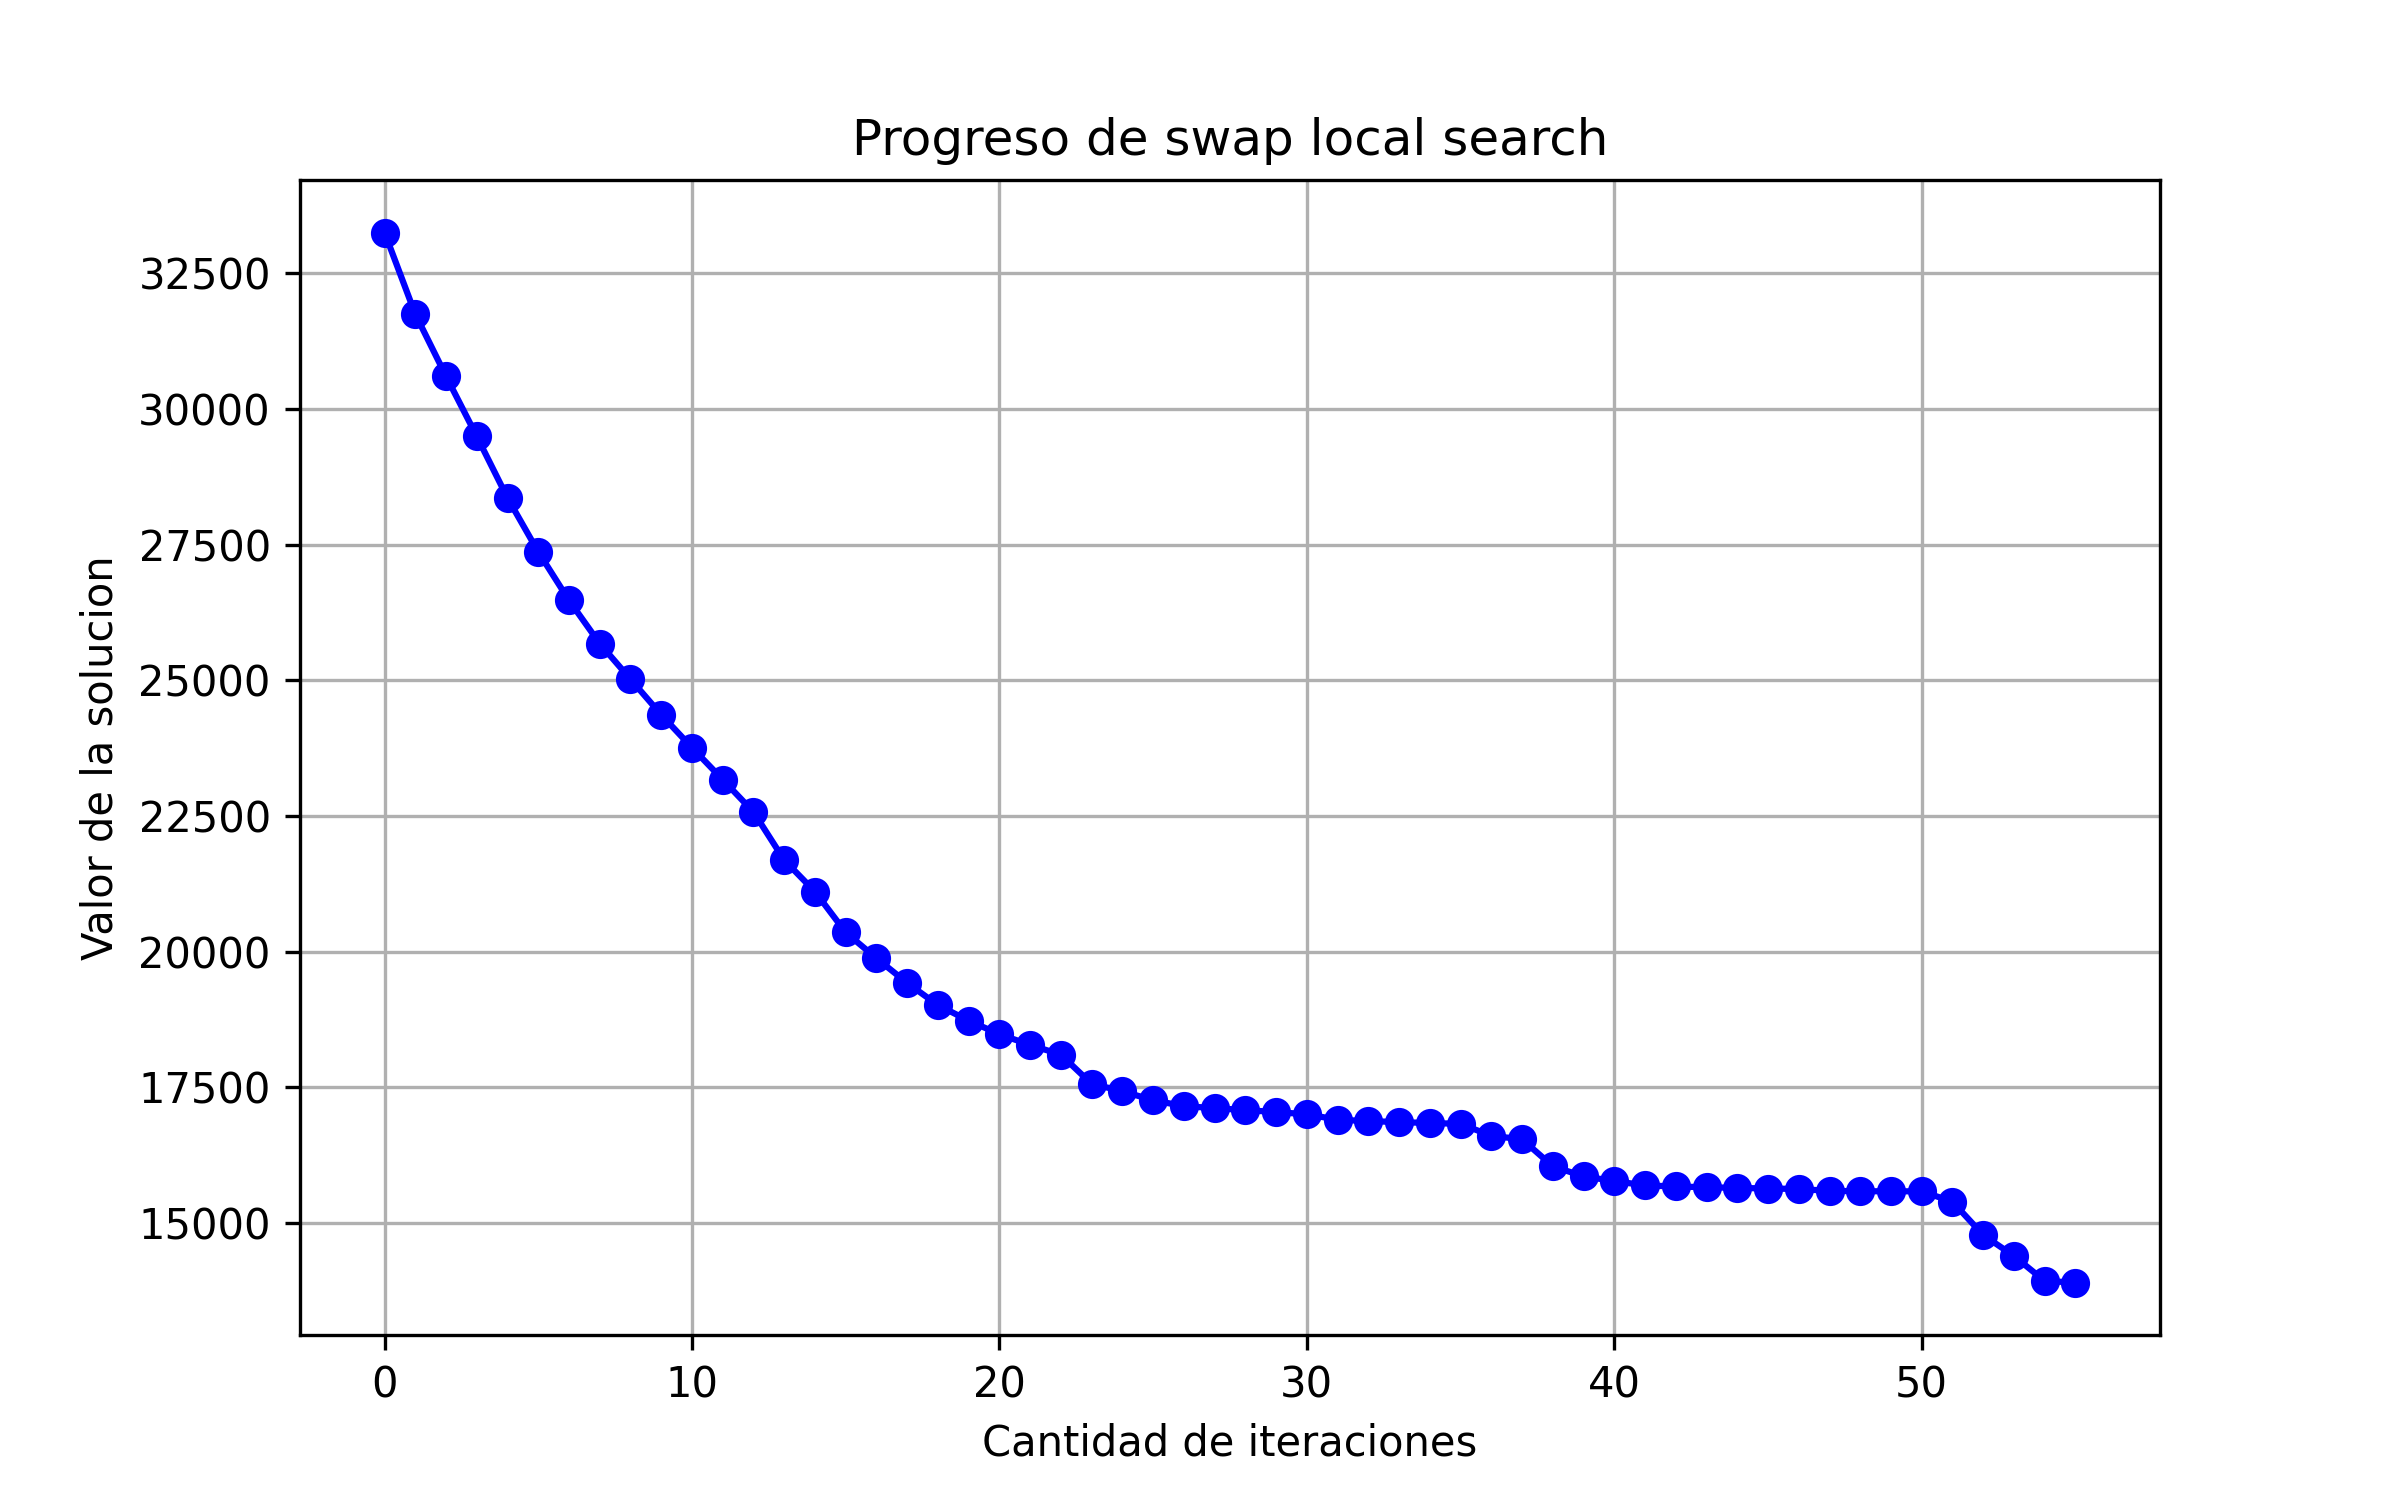 Progreso de swap local search
Valor de la solucion
32500
30000
27500
25000
22500
20000
17500
15000
0 10 20 30 40 50
Cantidad de iteraciones